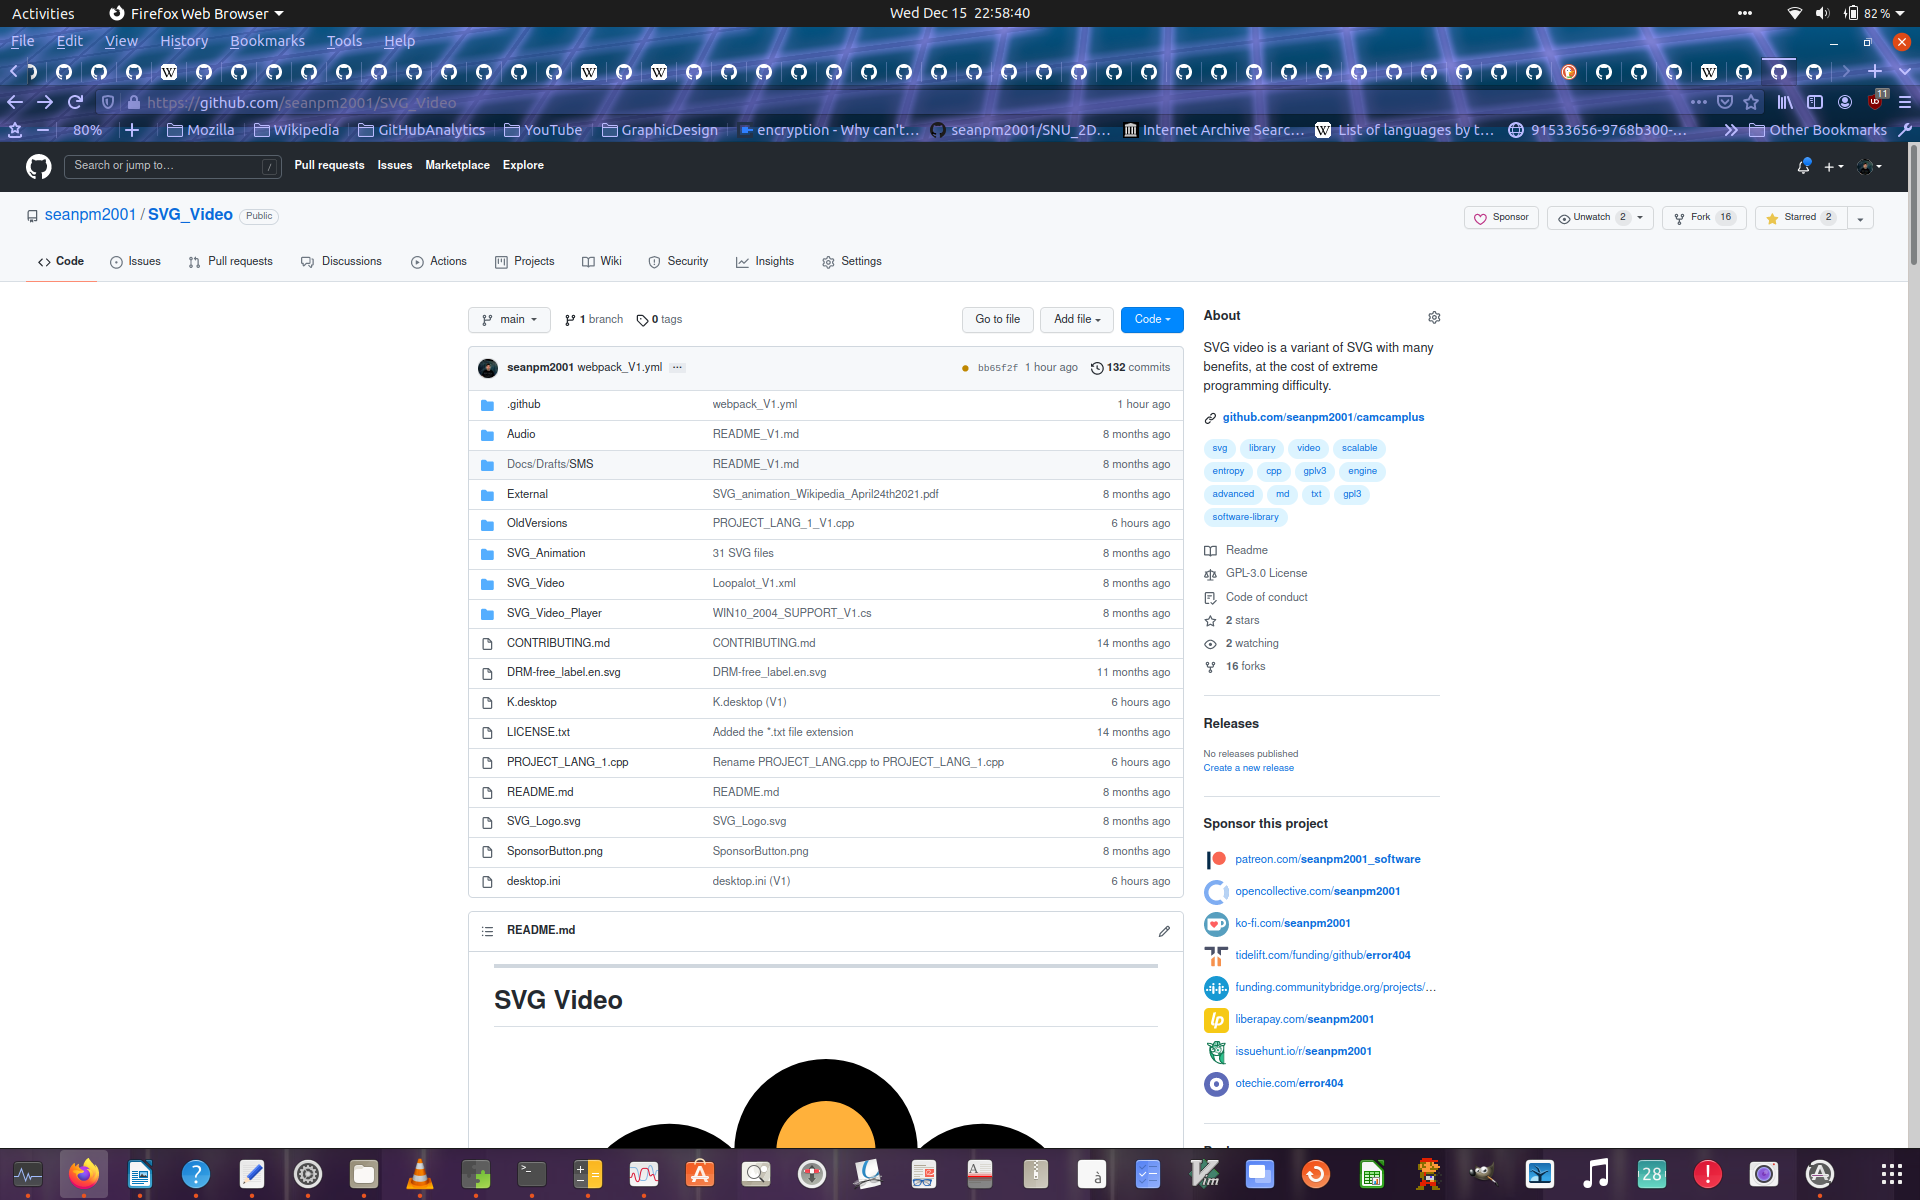 Activities Firefox Web Browser Wed Dec 15 22:58:40 82 %
File Edit View History Bookmarks Tools Help
https://github.com/seanpm2001/SVG_Video 11
80% Mozilla Wikipedia GitHubAnalytics YouTube GraphicDesign encryption - Why can't… seanpm2001/SNU_2D… Internet Archive Searc… List of languages by t… 91533656-9768b300-… Other Bookmarks
Search or jump to… / Pull requests Issues Marketplace Explore
seanpm2001 / SVG_Video Public Sponsor Unwatch 2 Fork 16 Starred 2
Code Issues Pull requests Discussions Actions Projects Wiki Security Insights Settings
main 1 branch 0 tags Go to file Add file Code
seanpm2001 webpack_V1.yml ... bb65f2f 1 hour ago 132 commits
.github webpack_V1.yml 1 hour ago
Audio README_V1.md 8 months ago
Docs/Drafts/SMS README_V1.md 8 months ago
External SVG_animation_Wikipedia_April24th2021.pdf 8 months ago
OldVersions PROJECT_LANG_1_V1.cpp 6 hours ago
SVG_Animation 31 SVG files 8 months ago
SVG_Video Loopalot_V1.xml 8 months ago
SVG_Video_Player WIN10_2004_SUPPORT_V1.cs 8 months ago
CONTRIBUTING.md CONTRIBUTING.md 14 months ago
DRM-free_label.en.svg DRM-free_label.en.svg 11 months ago
K.desktop K.desktop (V1) 6 hours ago
LICENSE.txt Added the *.txt file extension 14 months ago
PROJECT_LANG_1.cpp Rename PROJECT_LANG.cpp to PROJECT_LANG_1.cpp 6 hours ago
README.md README.md 8 months ago
SVG_Logo.svg SVG_Logo.svg 8 months ago
SponsorButton.png SponsorButton.png 8 months ago
desktop.ini desktop.ini (V1) 6 hours ago
README.md
SVG Video
About
SVG video is a variant of SVG with many
benefits, at the cost of extreme
programming difficulty.
github.com/seanpm2001/camcamplus
svg library video scalable
entropy cpp gplv3 engine
advanced md txt gpl3
software-library
Readme
GPL-3.0 License
Code of conduct
2 stars
2 watching
16 forks
Releases
No releases published
Create a new release
Sponsor this project
patreon.com/seanpm2001_software
opencollective.com/seanpm2001
ko-fi.com/seanpm2001
tidelift.com/funding/github/error404
funding.communitybridge.org/projects/…
liberapay.com/seanpm2001
issuehunt.io/r/seanpm2001
otechie.com/error404
28